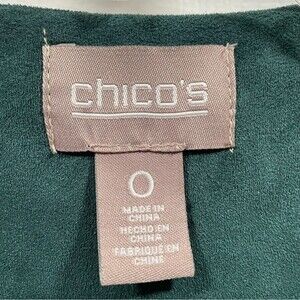 chico's
0
MADE IN
CHINA
HECHO EN
CHINA
FABRIQUÉ EN
CHINE